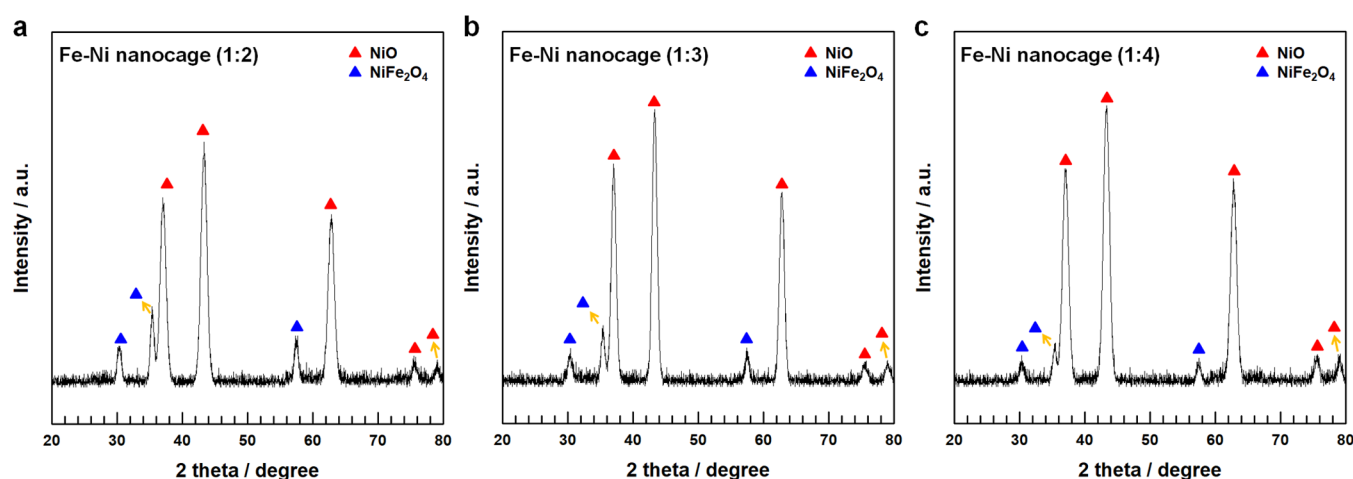 a
Fe-Ni nanocage (1:2)
NiO
NiFe₂O₄
Intensity / a.u.
20 30 40 50 60 70 80
2 theta / degree
b
Fe-Ni nanocage (1:3)
NiO
NiFe₂O₄
Intensity / a.u.
20 30 40 50 60 70 80
2 theta / degree
c
Fe-Ni nanocage (1:4)
NiO
NiFe₂O₄
Intensity / a.u.
20 30 40 50 60 70 80
2 theta / degree